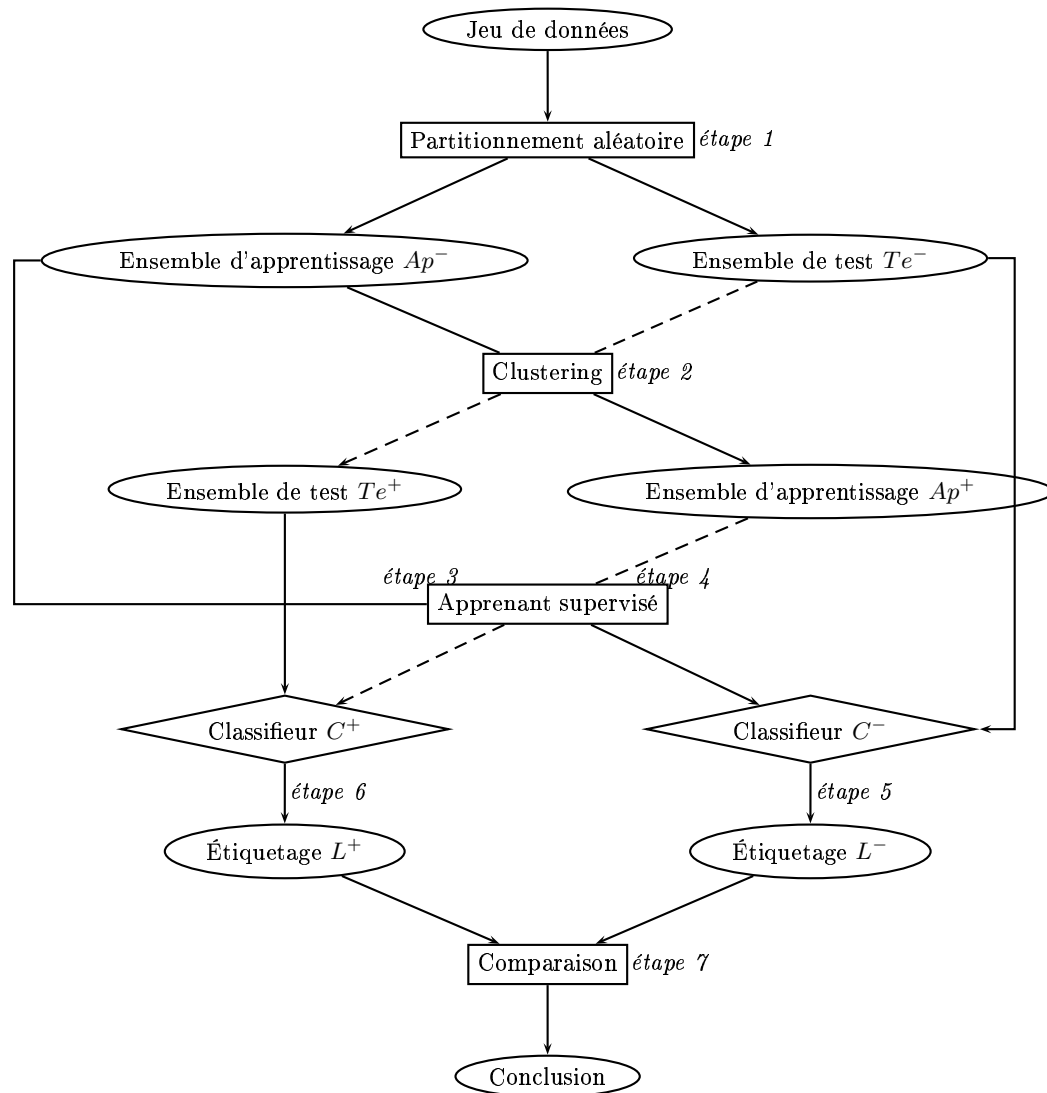 Jeu de données
Partitionnement aléatoire étape 1
Ensemble d'apprentissage Ap⁻
Ensemble de test Te⁻
Clustering étape 2
Ensemble de test Te⁺
Ensemble d'apprentissage Ap⁺
étape 3
étape 4
Apprenant supervisé
Classifieur C⁺
Classifieur C⁻
étape 6
étape 5
Étiquetage L⁺
Étiquetage L⁻
Comparaison étape 7
Conclusion